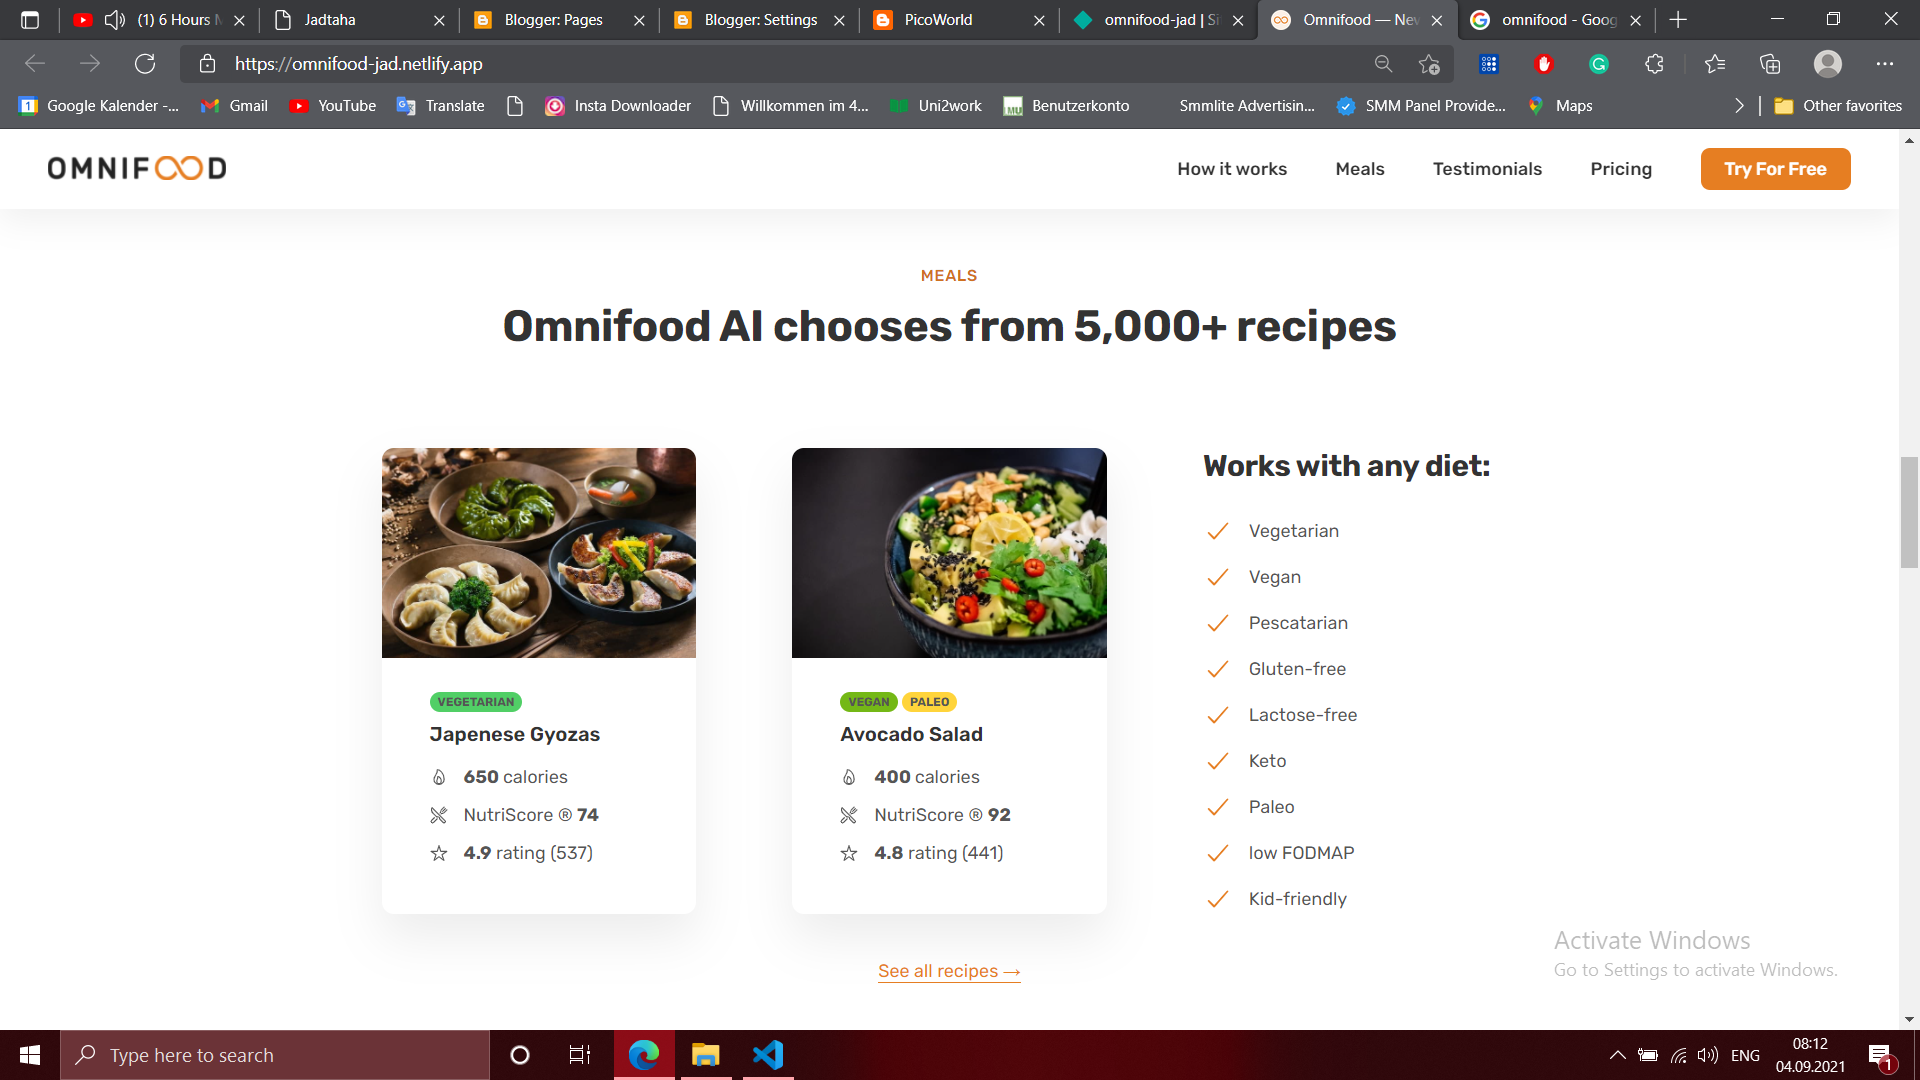 (1) 6 Hours
Jadtaha
Blogger: Pages
Blogger: Settings
PicoWorld
omnifood-jad | Si
Omnifood — Nev
omnifood - Goog
https://omnifood-jad.netlify.app
Google Kalender -...
Gmail
YouTube
Translate
Insta Downloader
Willkommen im 4...
Uni2work
Benutzerkonto
Smmlite Advertisin...
SMM Panel Provide...
Maps
Other favorites
OMNIFOOD
How it works
Meals
Testimonials
Pricing
Try For Free
MEALS
Omnifood AI chooses from 5,000+ recipes
VEGETARIAN
Japenese Gyozas
650 calories
NutriScore ® 74
4.9 rating (537)
VEGAN PALEO
Avocado Salad
400 calories
NutriScore ® 92
4.8 rating (441)
Works with any diet:
Vegetarian
Vegan
Pescatarian
Gluten-free
Lactose-free
Keto
Paleo
low FODMAP
Kid-friendly
See all recipes →
Activate Windows
Go to Settings to activate Windows.
Type here to search
ENG
08:12
04.09.2021
1